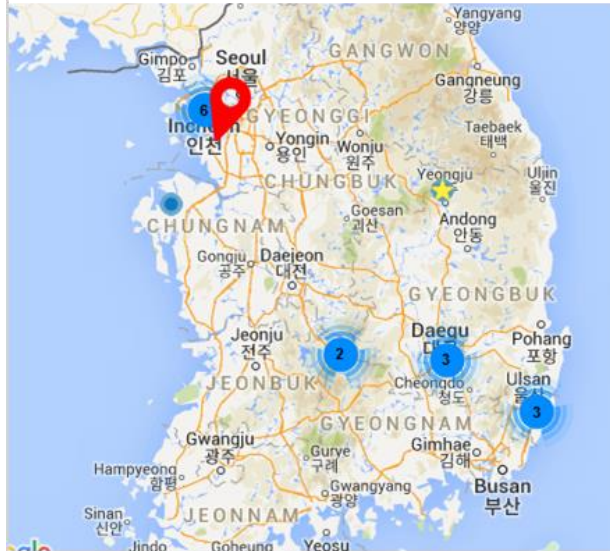 Yangyang
양양
Gimpo
김포
Seoul
서울
GANGWON
Gangneung
강릉
6
Incheon
인천
GYEONGGI
Yongin
용인
Wonju
원주
Taebaek
태백
CHUNGBUK
Yeongju
Uljin
울진
CHUNGNAM
Goesan
괴산
Andong
안동
Gongju
공주
Daejeon
대전
GYEONGBUK
Jeonju
전주
2
Daegu
3
Pohang
포항
JEONBUK
Cheongdo
청도
Ulsan
3
GYEONGNAM
Gwangju
광주
Gurye
구례
Gimhae
김해
Hampyeong
함평
Gwangyang
광양
Busan
부산
Sinan
신안
JEONNAM
Jindo
Goheung
Yeosu